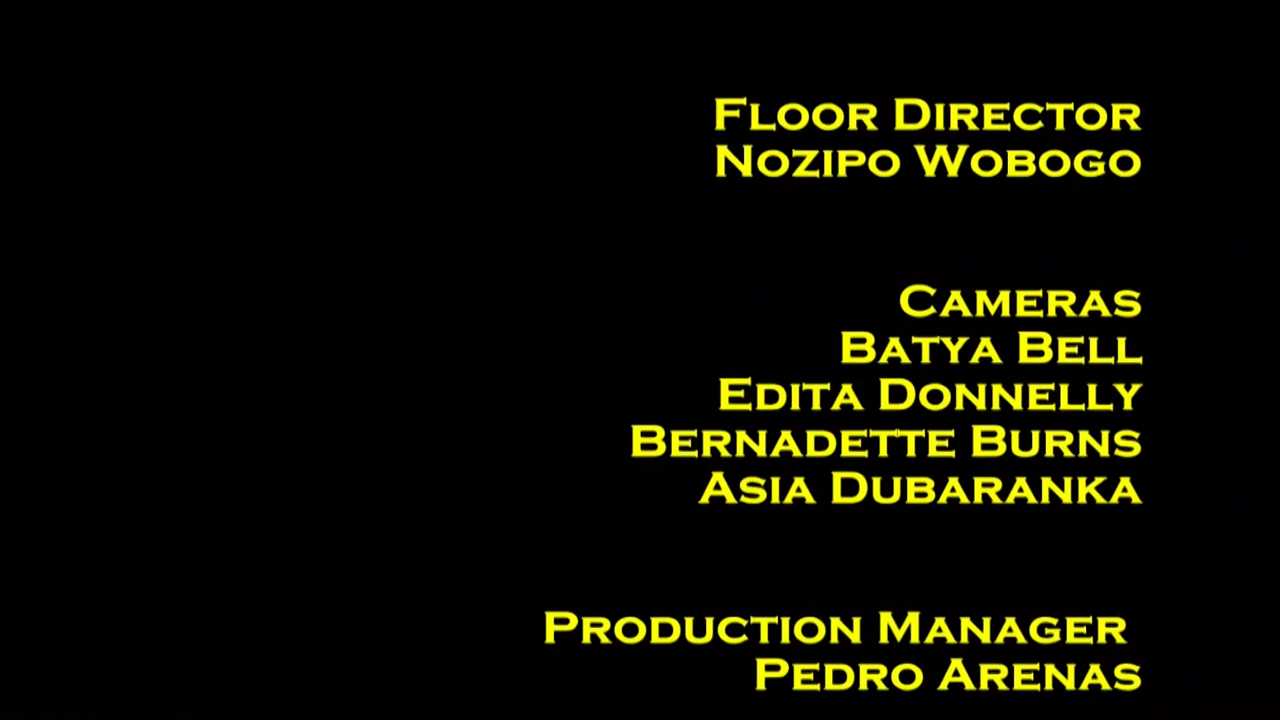 Floor Director
Nozipo Wobogo
Cameras
Batya Bell
Edita Donnelly
Bernadette Burns
Asia Dubaranka
Production Manager
Pedro Arenas